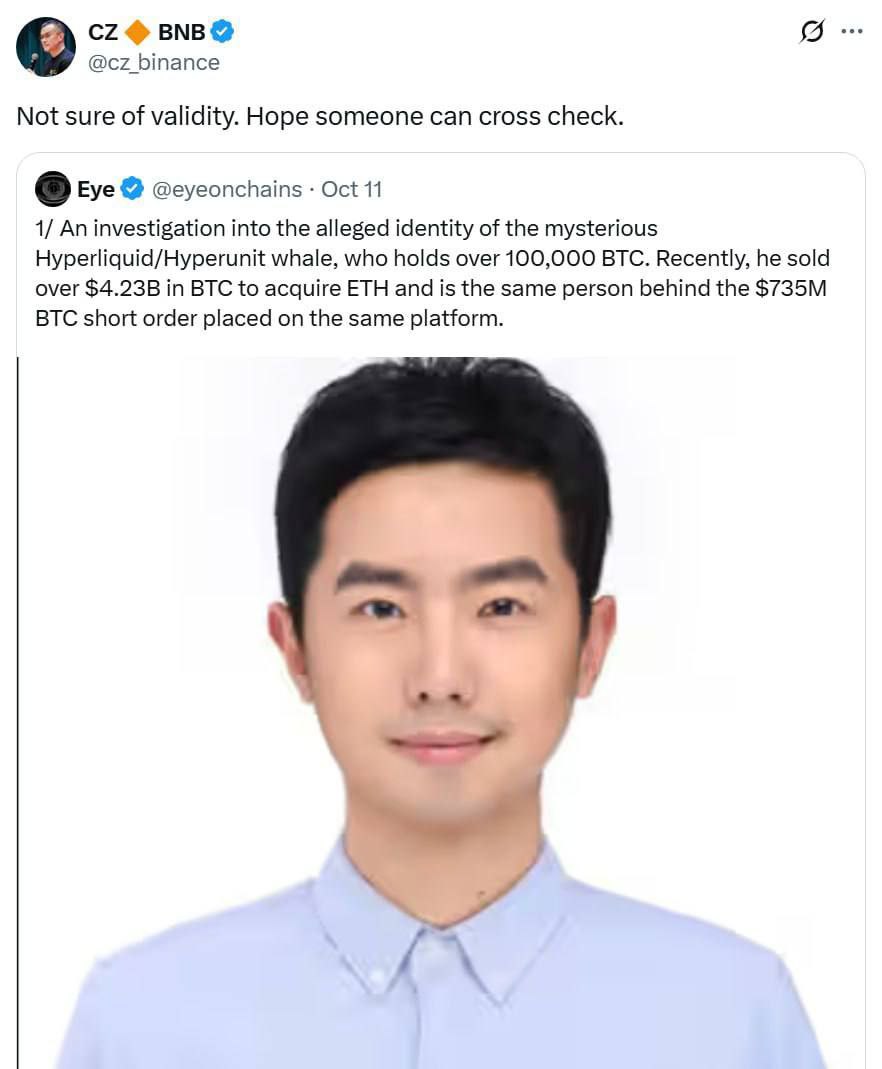 CZ 🔶 BNB
@cz_binance
Not sure of validity. Hope someone can cross check.
Eye @eyeonchains · Oct 11
1/ An investigation into the alleged identity of the mysterious
Hyperliquid/Hyperunit whale, who holds over 100,000 BTC. Recently, he sold
over $4.23B in BTC to acquire ETH and is the same person behind the $735M
BTC short order placed on the same platform.